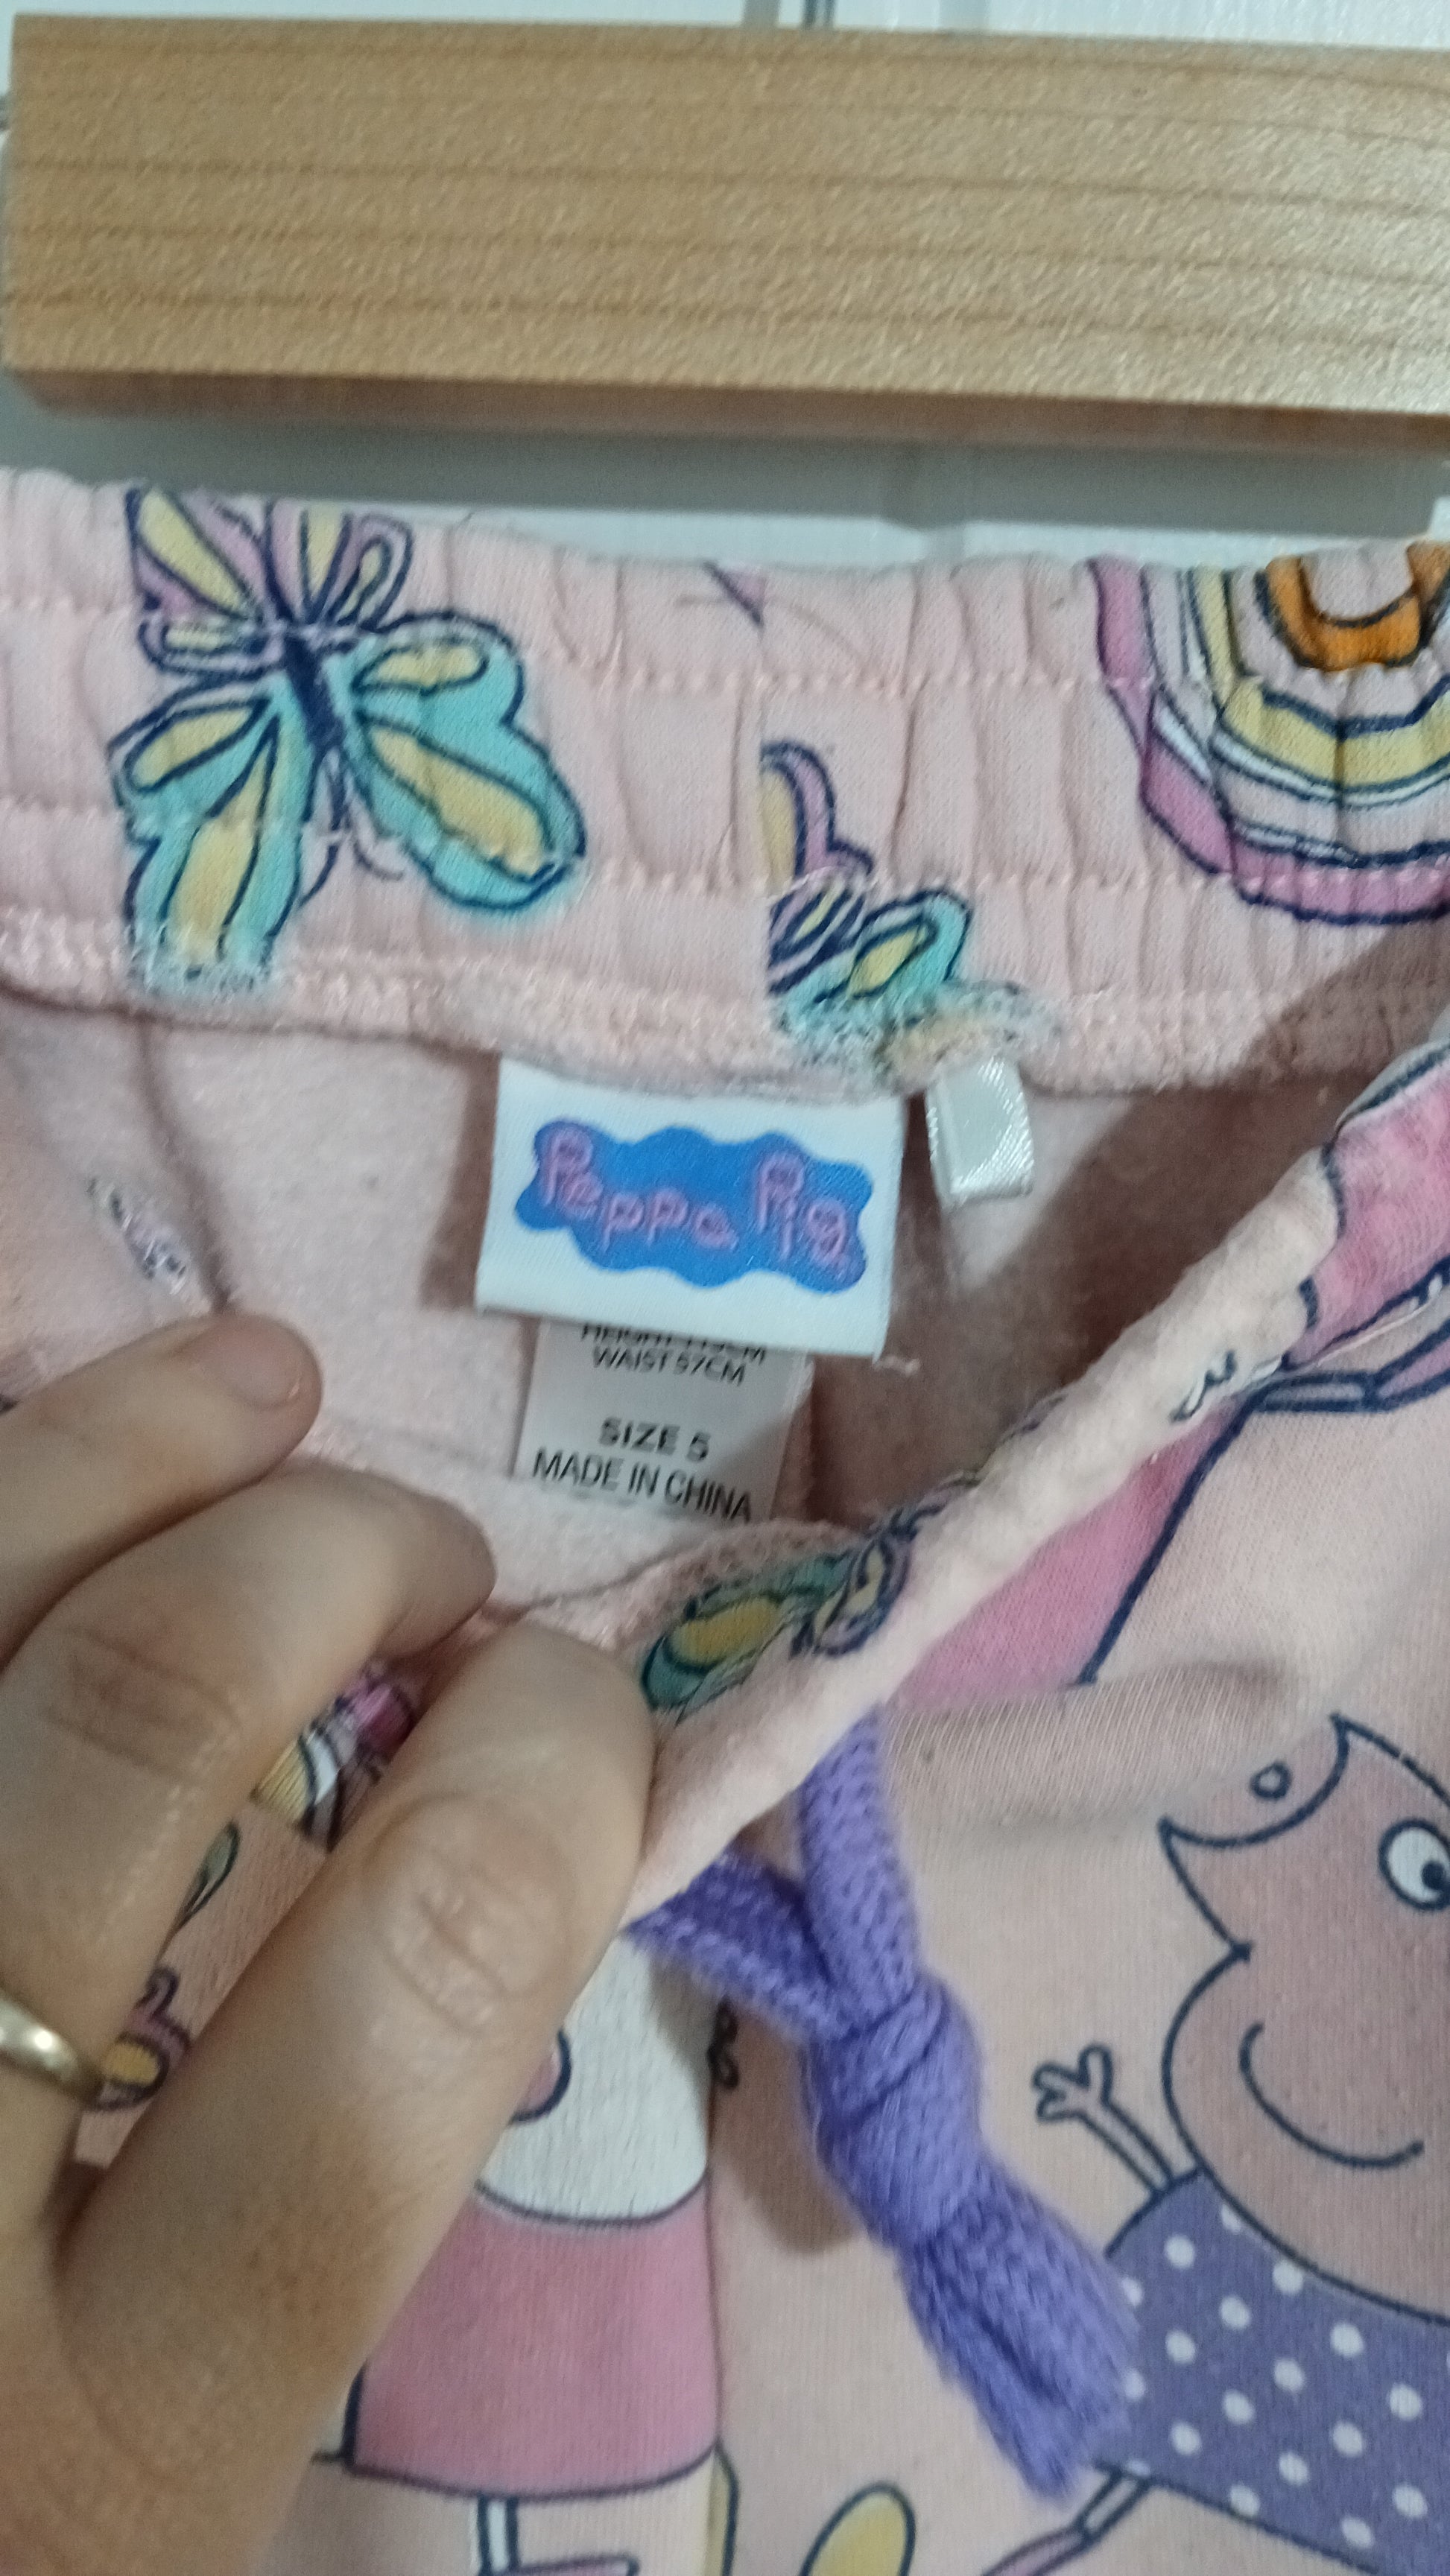 Peppa Pig
WAIST 57CM
SIZE 5
MADE IN CHINA